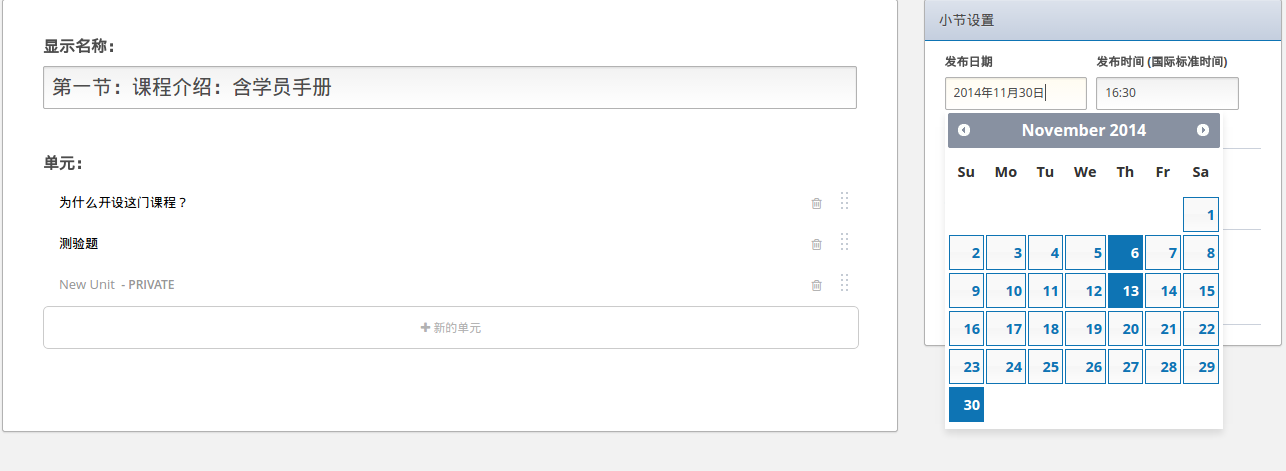 显示名称：
第一节：课程介绍：含学员手册
单元：
为什么开设这门课程？
测验题
New Unit - PRIVATE
新的单元
小节设置
发布日期 发布时间 (国际标准时间)
2014年11月30日 16:30
November 2014
Su Mo Tu We Th Fr Sa
1
2 3 4 5 6 7 8
9 10 11 12 13 14 15
16 17 18 19 20 21 22
23 24 25 26 27 28 29
30